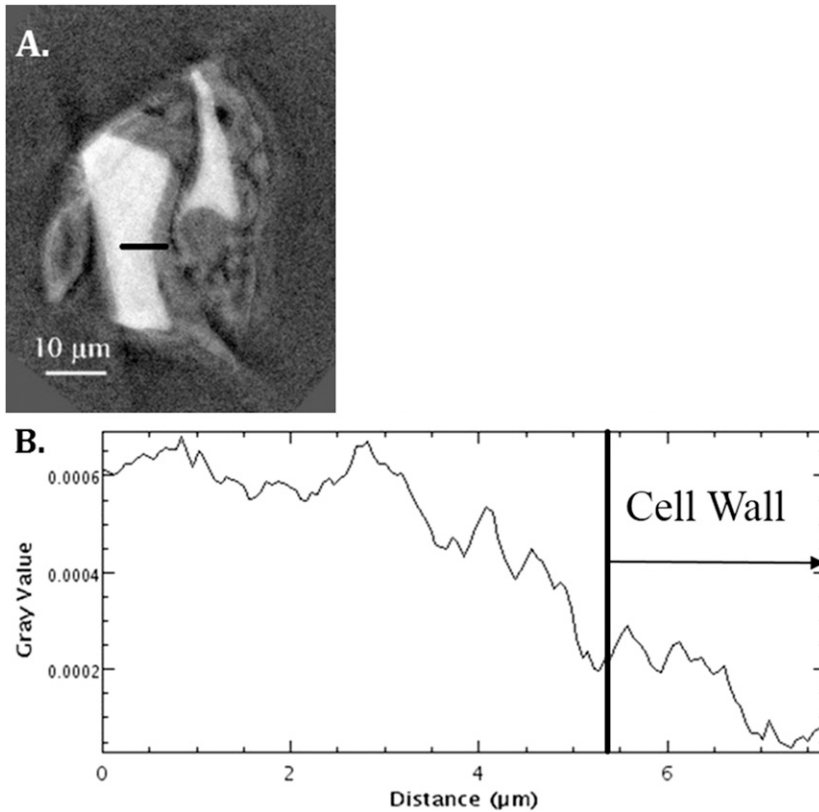 A.
10 μm
B.
0.0006
0.0004
0.0002
Gray Value
Cell Wall
0
2
4
6
Distance (μm)